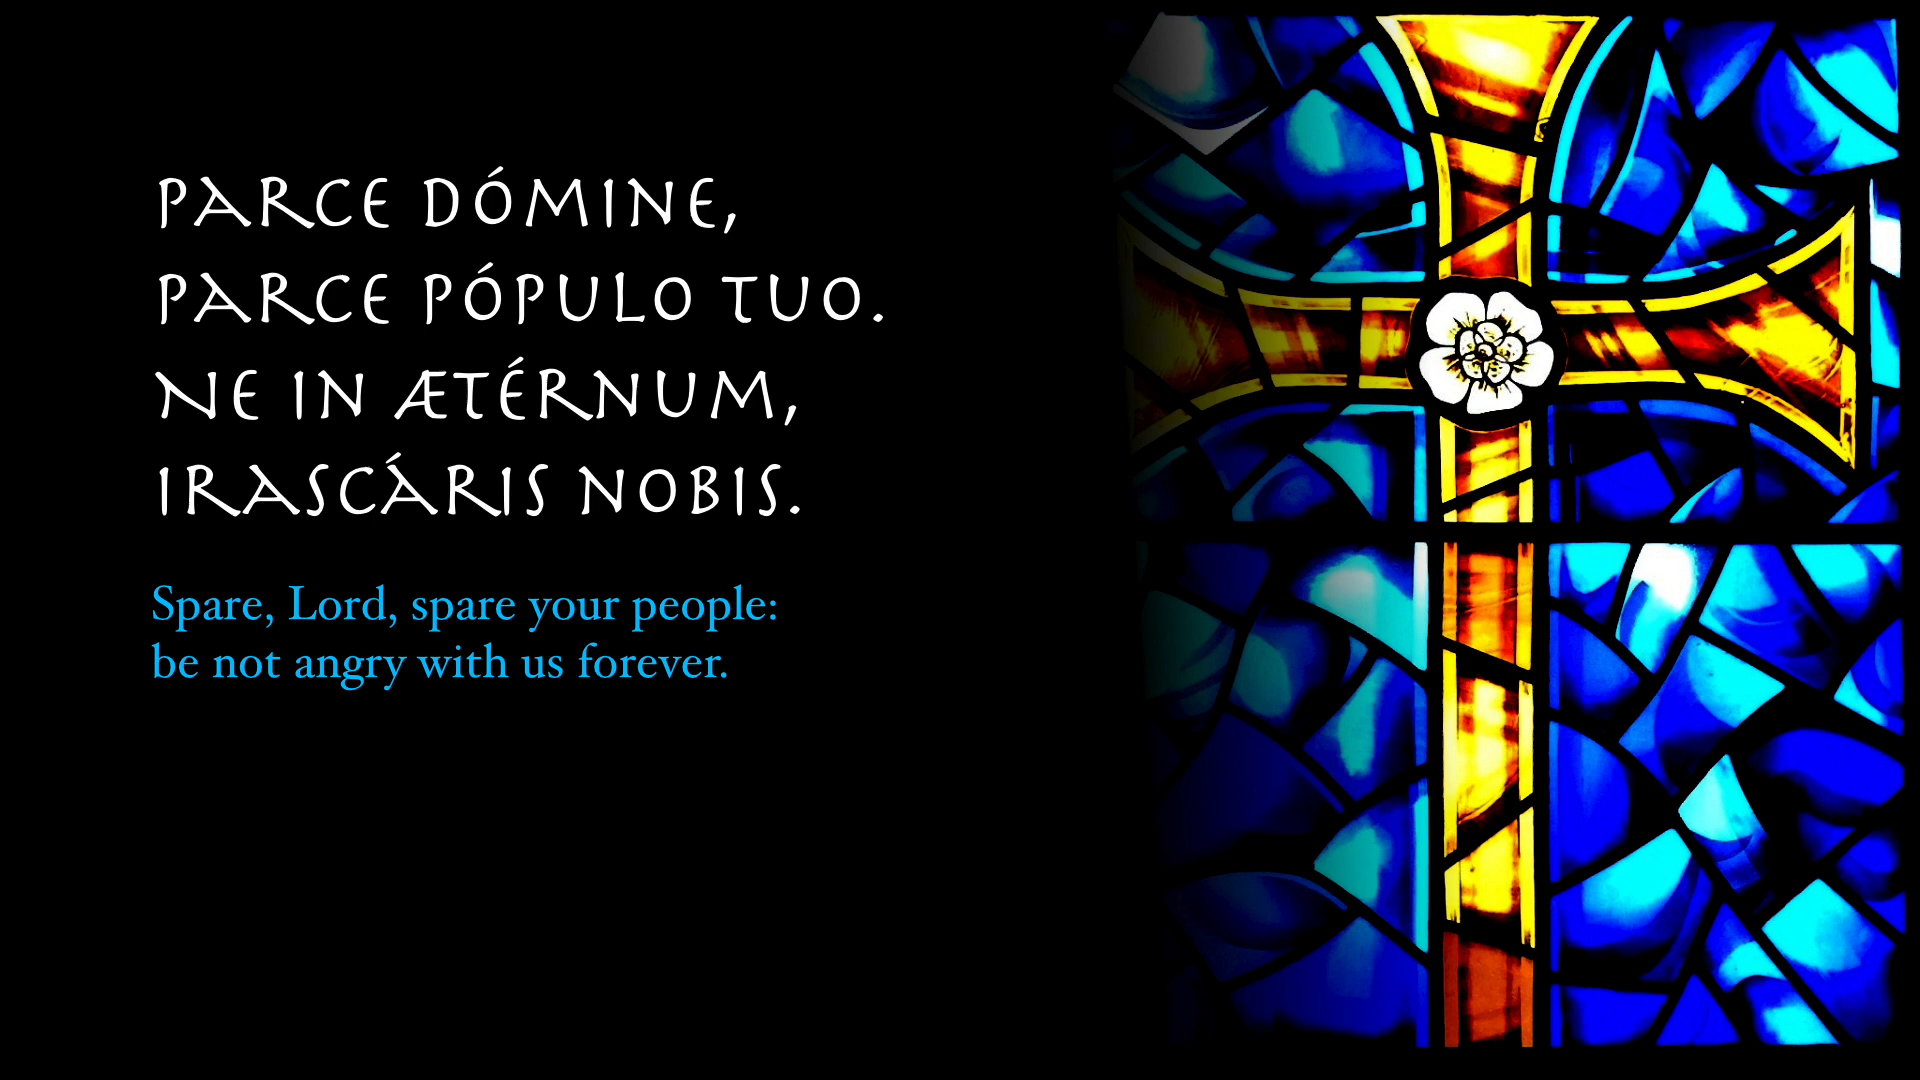 PARCE DÓMINE,
PARCE PÓPULO TUO.
NE IN ÆTÉRNUM,
IRASCÁRIS NOBIS.
Spare, Lord, spare your people:
be not angry with us forever.